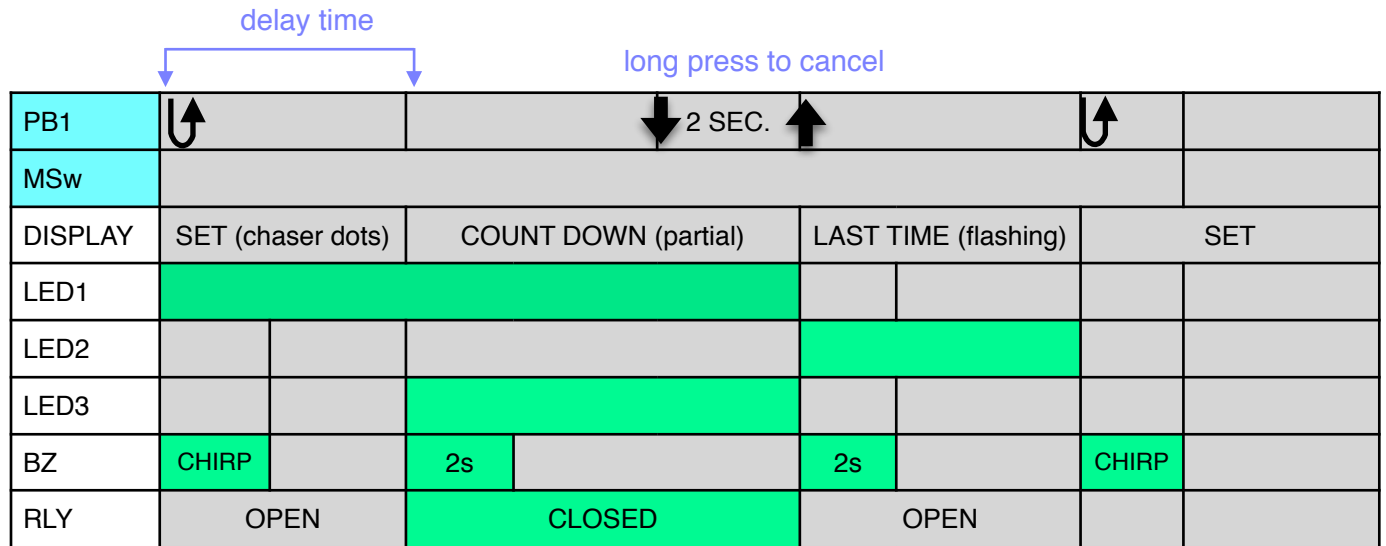 delay time
long press to cancel
PB1 2 SEC.
MSw
DISPLAY SET (chaser dots) COUNT DOWN (partial) LAST TIME (flashing) SET
LED1
LED2
LED3
BZ CHIRP 2s 2s CHIRP
RLY OPEN CLOSED OPEN